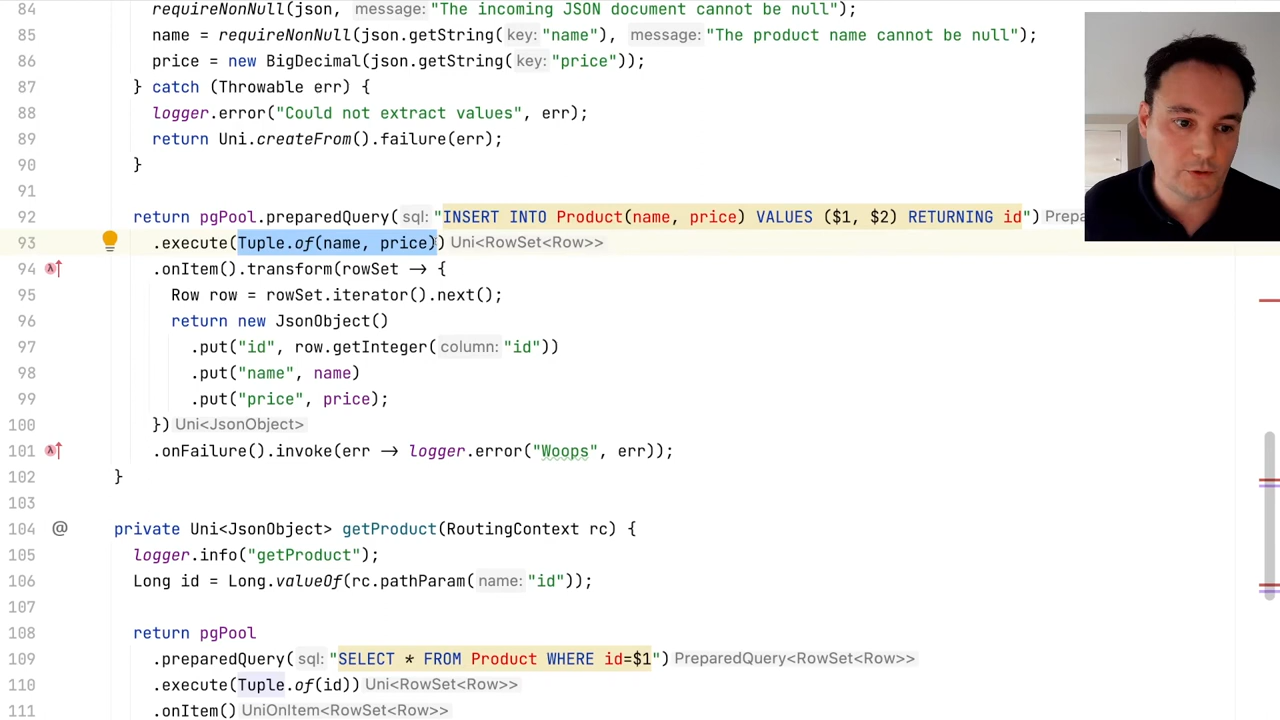 84 requireNonNull(json, message: "The incoming JSON document cannot be null");
85 name = requireNonNull(json.getString( key: "name"), message: "The product name cannot be null");
86 price = new BigDecimal(json.getString( key: "price"));
87 } catch (Throwable err) {
88 logger.error("Could not extract values", err);
89 return Uni.createFrom().failure(err);
90 }
91
92 return pgPool.preparedQuery( sql: "INSERT INTO Product(name, price) VALUES ($1, $2) RETURNING id")
93 .execute(Tuple.of(name, price)) Uni<RowSet<Row>>
94 .onItem().transform(rowSet → {
95 Row row = rowSet.iterator().next();
96 return new JsonObject()
97 .put("id", row.getInteger( column: "id"))
98 .put("name", name)
99 .put("price", price);
100 }) Uni<JsonObject>
101 .onFailure().invoke(err → logger.error("Woops", err));
102 }
103
104 @ private Uni<JsonObject> getProduct(RoutingContext rc) {
105 logger.info("getProduct");
106 Long id = Long.valueOf(rc.pathParam( name: "id"));
107
108 return pgPool
109 .preparedQuery( sql: "SELECT * FROM Product WHERE id=$1") PreparedQuery<RowSet<Row>>
110 .execute(Tuple.of(id)) Uni<RowSet<Row>>
111 .onItem() UniOnItem<RowSet<Row>>